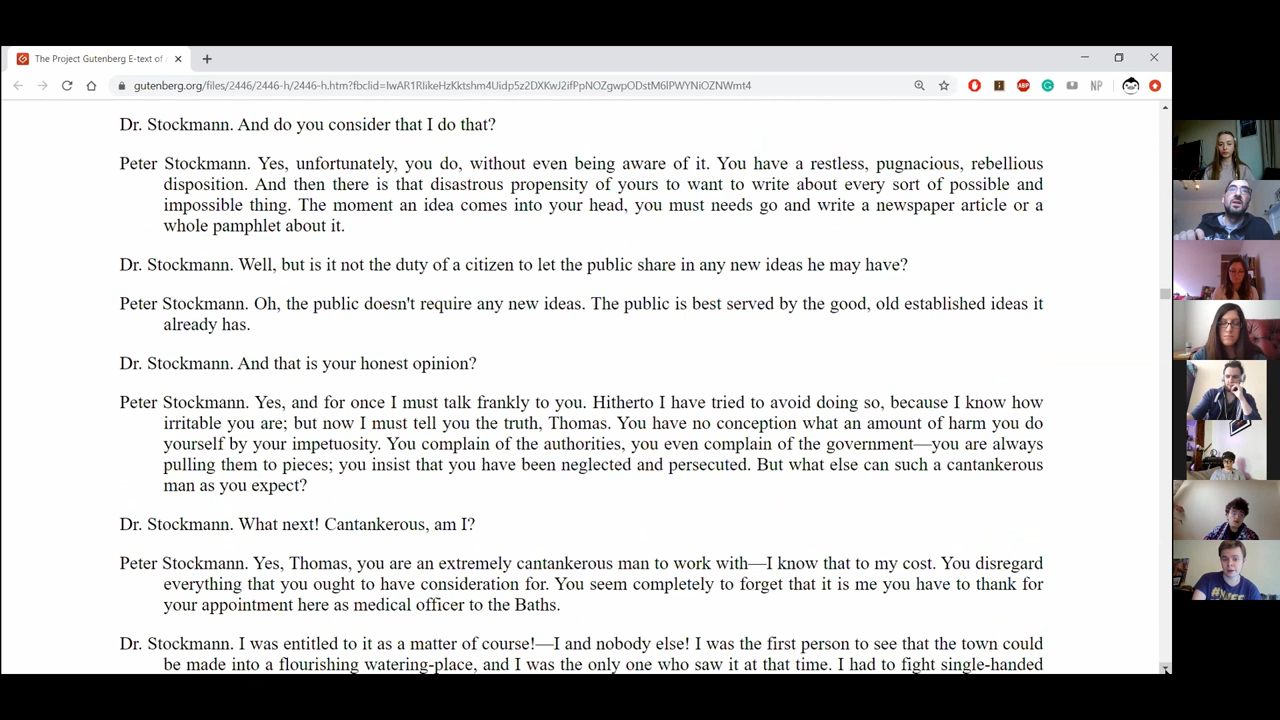 The Project Gutenberg E-text of
gutenberg.org/files/2446/2446-h/2446-h.htm?fbclid=IwAR1RIikeHzKktshm4Uidp5z2DXKwJ2ifPpNOZgwpODstM6lPWYNiOZNWmt4
ABP
NP
Dr. Stockmann. And do you consider that I do that?
Peter Stockmann. Yes, unfortunately, you do, without even being aware of it. You have a restless, pugnacious, rebellious
disposition. And then there is that disastrous propensity of yours to want to write about every sort of possible and
impossible thing. The moment an idea comes into your head, you must needs go and write a newspaper article or a
whole pamphlet about it.
Dr. Stockmann. Well, but is it not the duty of a citizen to let the public share in any new ideas he may have?
Peter Stockmann. Oh, the public doesn't require any new ideas. The public is best served by the good, old established ideas it
already has.
Dr. Stockmann. And that is your honest opinion?
Peter Stockmann. Yes, and for once I must talk frankly to you. Hitherto I have tried to avoid doing so, because I know how
irritable you are; but now I must tell you the truth, Thomas. You have no conception what an amount of harm you do
yourself by your impetuosity. You complain of the authorities, you even complain of the government—you are always
pulling them to pieces; you insist that you have been neglected and persecuted. But what else can such a cantankerous
man as you expect?
Dr. Stockmann. What next! Cantankerous, am I?
Peter Stockmann. Yes, Thomas, you are an extremely cantankerous man to work with—I know that to my cost. You disregard
everything that you ought to have consideration for. You seem completely to forget that it is me you have to thank for
your appointment here as medical officer to the Baths.
Dr. Stockmann. I was entitled to it as a matter of course!—I and nobody else! I was the first person to see that the town could
be made into a flourishing watering-place, and I was the only one who saw it at that time. I had to fight single-handed